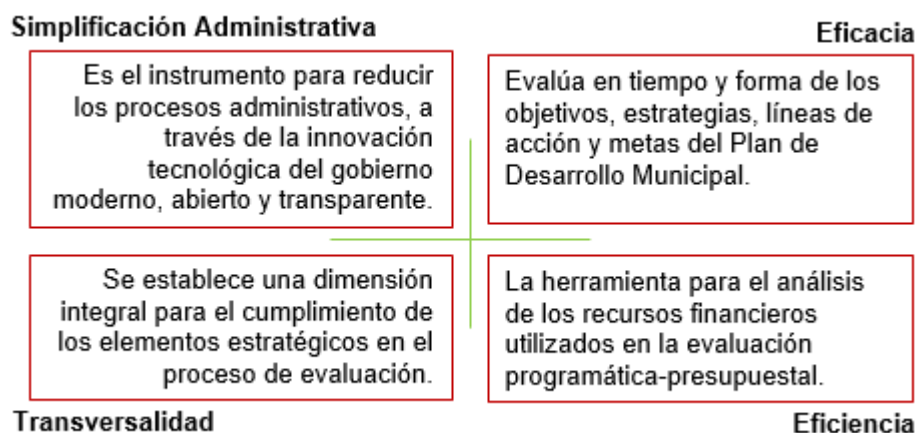 Simplificación Administrativa
Eficacia
Es el instrumento para reducir
los procesos administrativos, a
través de la innovación
tecnológica del gobierno
moderno, abierto y transparente.
Evalúa en tiempo y forma de los
objetivos, estrategias, líneas de
acción y metas del Plan de
Desarrollo Municipal.
Se establece una dimensión
integral para el cumplimiento de
los elementos estratégicos en el
proceso de evaluación.
La herramienta para el análisis
de los recursos financieros
utilizados en la evaluación
programática-presupuestal.
Transversalidad
Eficiencia